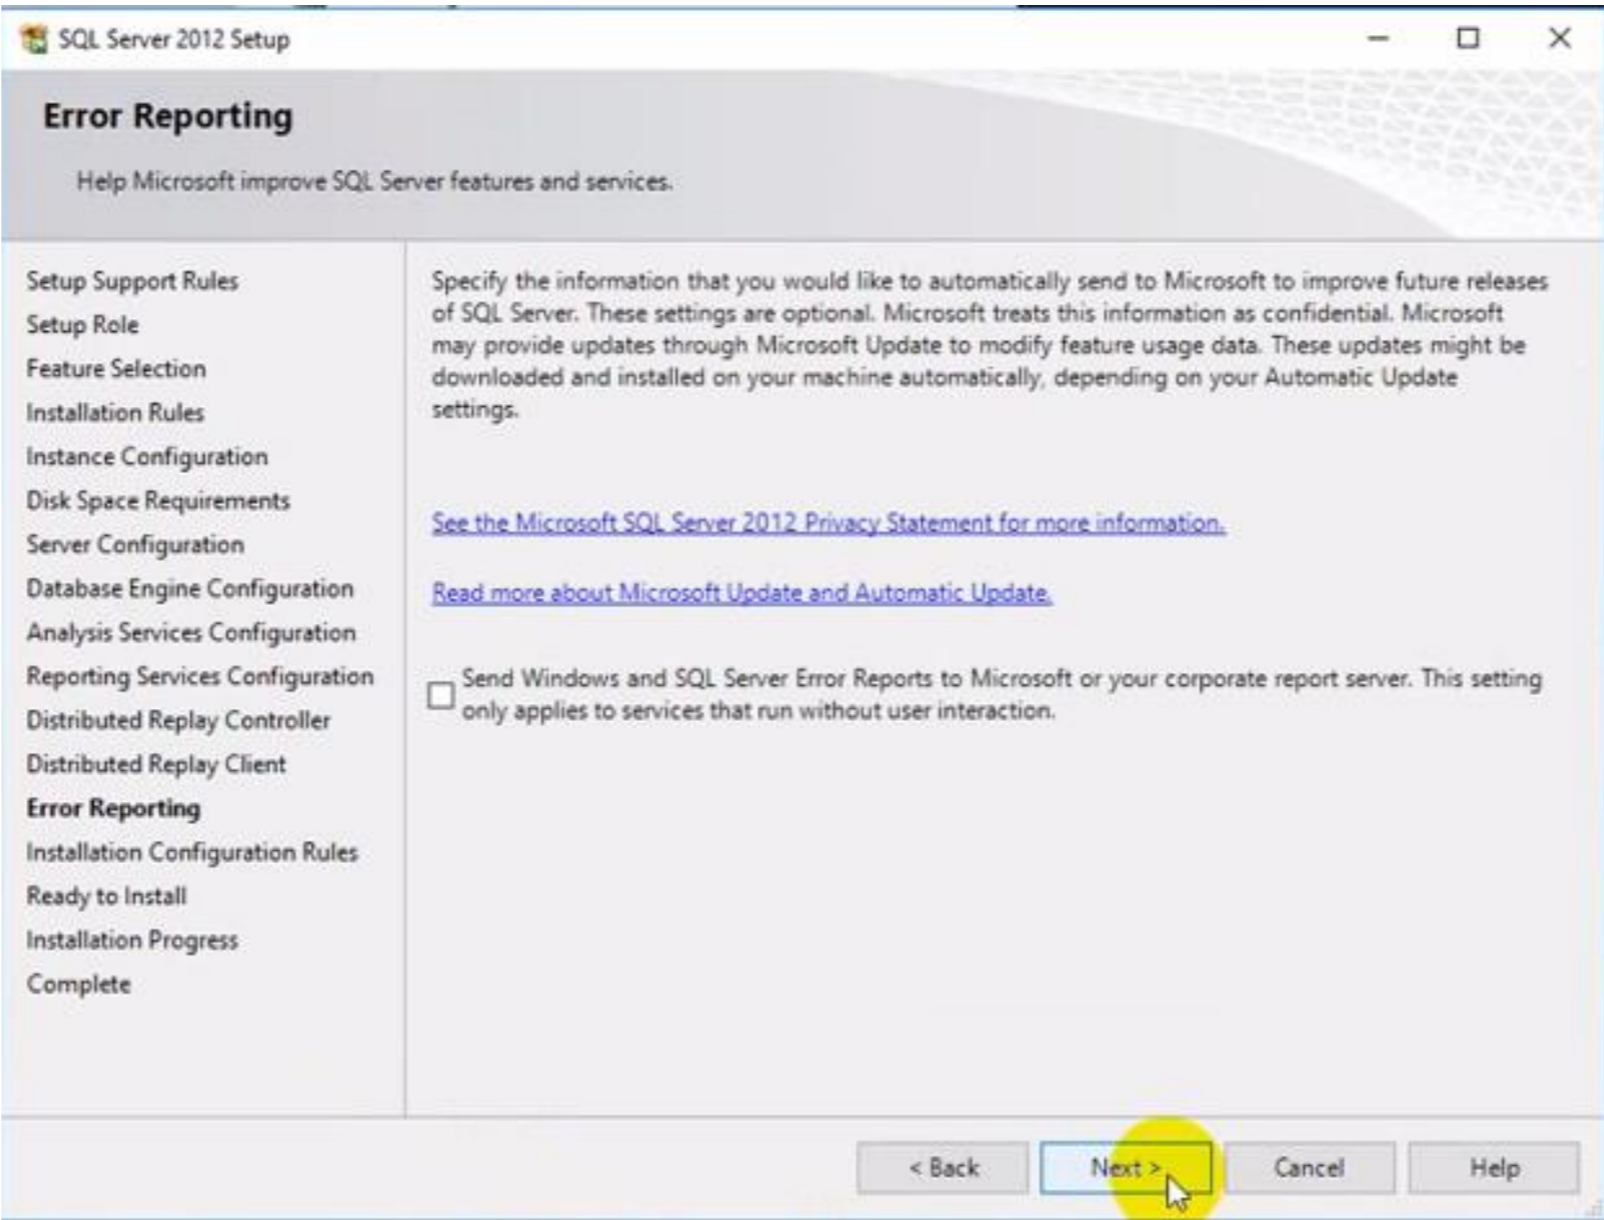 SQL Server 2012 Setup
Error Reporting
Help Microsoft improve SQL Server features and services.
Setup Support Rules
Setup Role
Feature Selection
Installation Rules
Instance Configuration
Disk Space Requirements
Server Configuration
Database Engine Configuration
Analysis Services Configuration
Reporting Services Configuration
Distributed Replay Controller
Distributed Replay Client
Error Reporting
Installation Configuration Rules
Ready to Install
Installation Progress
Complete
Specify the information that you would like to automatically send to Microsoft to improve future releases
of SQL Server. These settings are optional. Microsoft treats this information as confidential. Microsoft
may provide updates through Microsoft Update to modify feature usage data. These updates might be
downloaded and installed on your machine automatically, depending on your Automatic Update
settings.
See the Microsoft SQL Server 2012 Privacy Statement for more information.
Read more about Microsoft Update and Automatic Update.
Send Windows and SQL Server Error Reports to Microsoft or your corporate report server. This setting
only applies to services that run without user interaction.
< Back
Next >
Cancel
Help